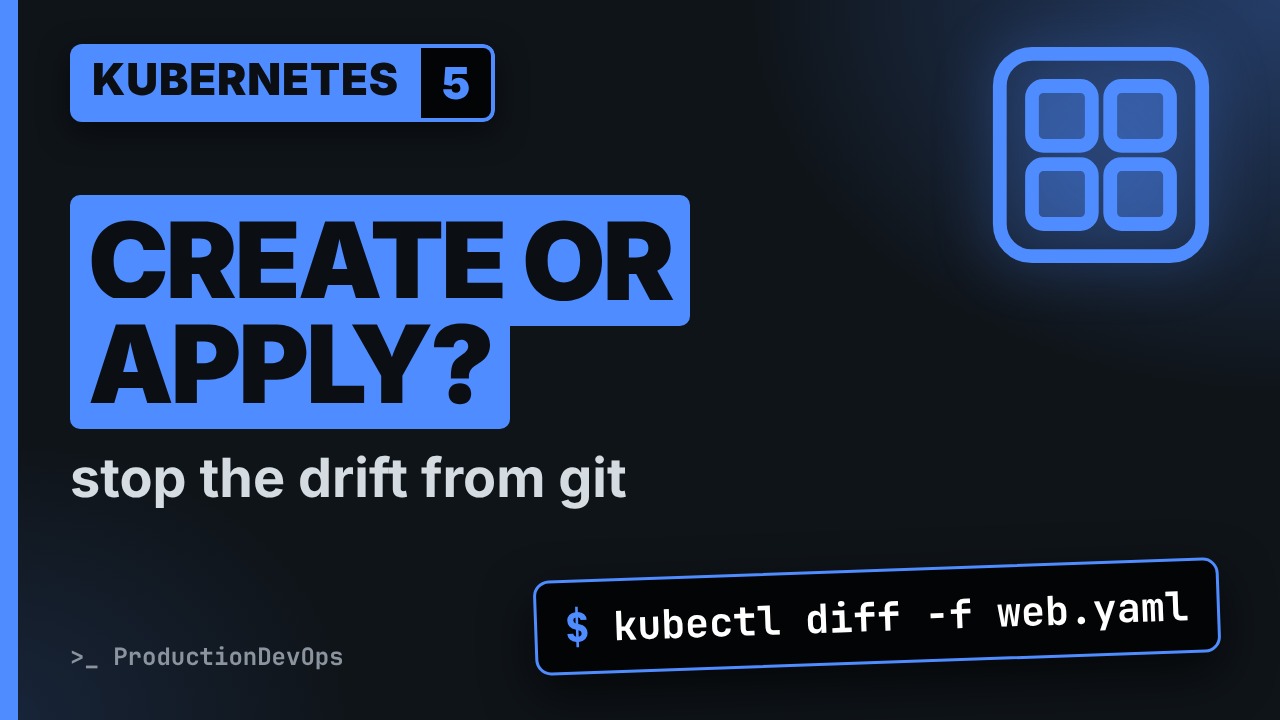 KUBERNETES 5
CREATE OR
APPLY?
stop the drift from git
$ kubectl diff -f web.yaml
>_ ProductionDevOps